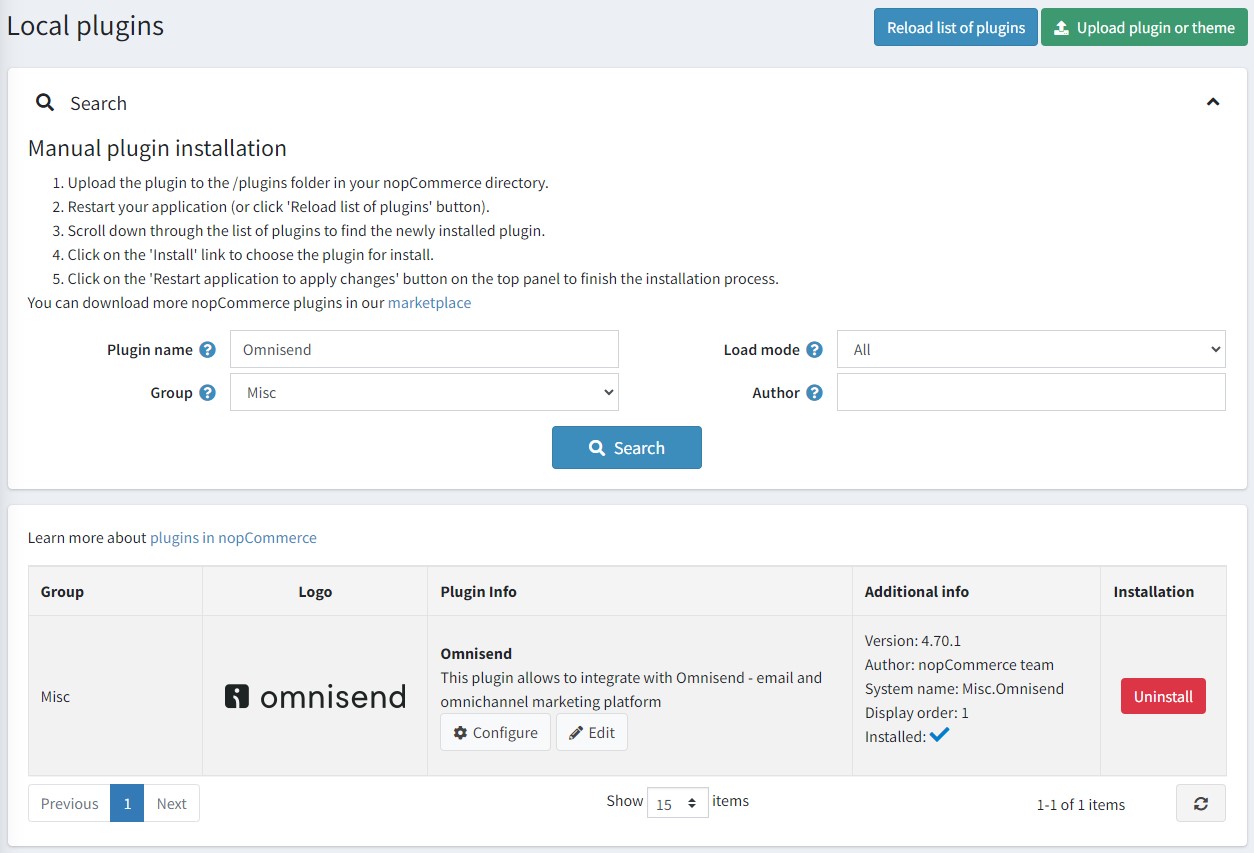 Local plugins
Reload list of plugins
Upload plugin or theme
Search
Manual plugin installation
1. Upload the plugin to the /plugins folder in your nopCommerce directory.
2. Restart your application (or click 'Reload list of plugins' button).
3. Scroll down through the list of plugins to find the newly installed plugin.
4. Click on the 'Install' link to choose the plugin for install.
5. Click on the 'Restart application to apply changes' button on the top panel to finish the installation process.
You can download more nopCommerce plugins in our marketplace
Plugin name ? Omnisend
Load mode ? All
Group ? Misc
Author ?
Search
Learn more about plugins in nopCommerce
Group Logo Plugin Info Additional info Installation
Misc
omnisend
Omnisend
This plugin allows to integrate with Omnisend - email and
omnichannel marketing platform
Configure
Edit
Version: 4.70.1
Author: nopCommerce team
System name: Misc.Omnisend
Display order: 1
Installed:
Uninstall
Previous 1 Next
Show 15 items
1-1 of 1 items